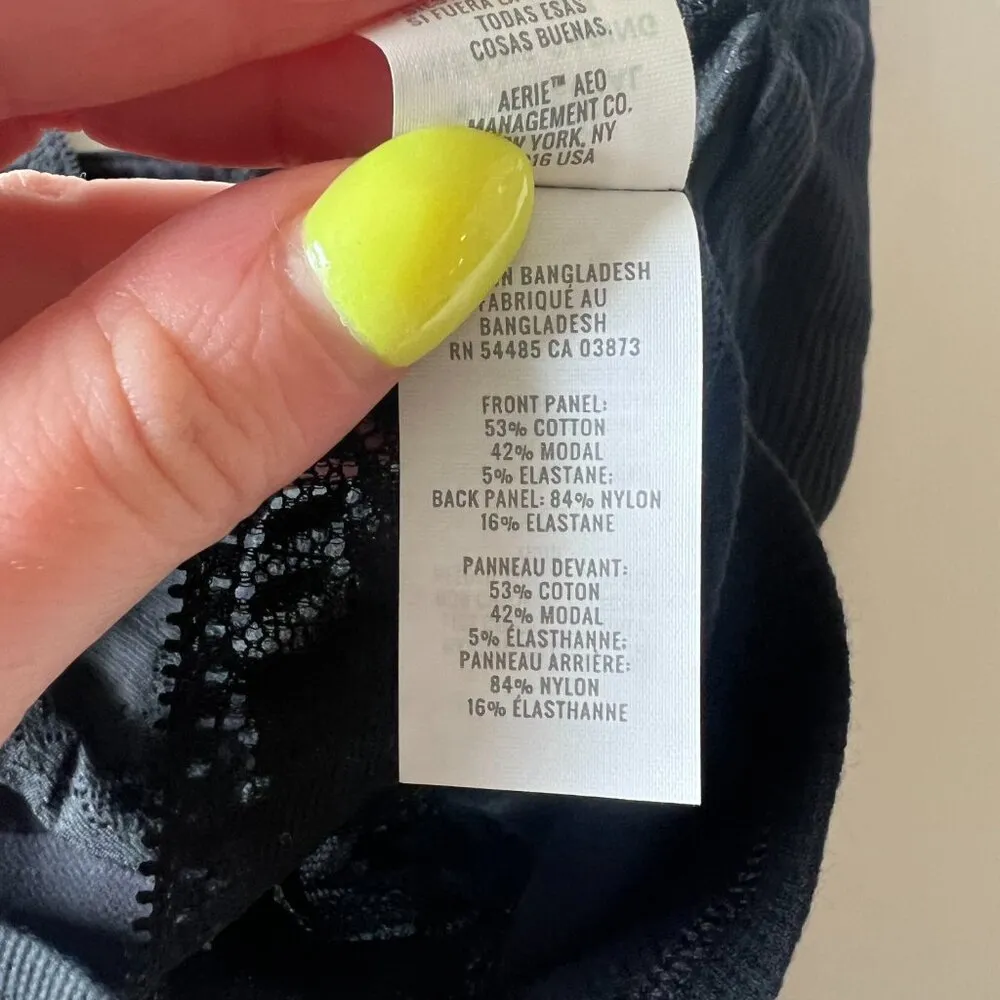 SI FUERA
TODAS ESAS
COSAS BUENAS.
AERIE™ AEO
MANAGEMENT CO.
YORK, NY
USA
BANGLADESH
FABRIQUÉ AU
BANGLADESH
RN 54485 CA 03873
FRONT PANEL:
53% COTTON
42% MODAL
5% ELASTANE;
BACK PANEL: 84% NYLON
16% ELASTANE
PANNEAU DEVANT:
53% COTON
42% MODAL
5% ÉLASTHANNE;
PANNEAU ARRIÈRE:
84% NYLON
16% ÉLASTHANNE